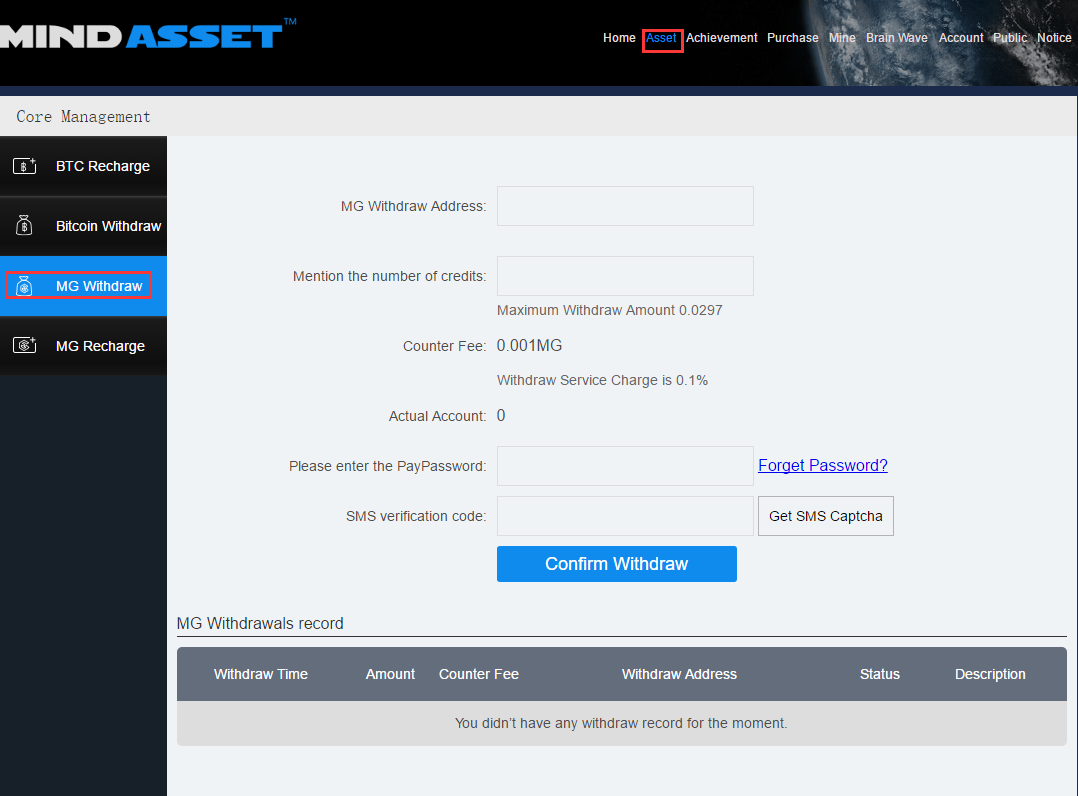 MINDASSET™
Home Asset Achievement Purchase Mine Brain Wave Account Public Notice
Core Management
BTC Recharge
Bitcoin Withdraw
MG Withdraw
MG Recharge
MG Withdraw Address:
Mention the number of credits:
Maximum Withdraw Amount 0.0297
Counter Fee: 0.001MG
Withdraw Service Charge is 0.1%
Actual Account: 0
Please enter the PayPassword: Forget Password?
SMS verification code: Get SMS Captcha
Confirm Withdraw
MG Withdrawals record
Withdraw Time Amount Counter Fee Withdraw Address Status Description
You didn't have any withdraw record for the moment.